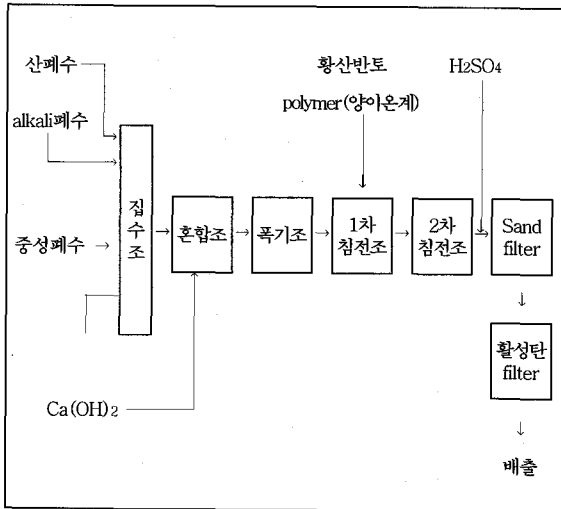 산폐수
alkali폐수
중성폐수
집수조
Ca(OH)2
혼합조
폭기조
황산반토
polymer(양이온계)
1차
침전조
2차
침전조
H2SO4
Sand
filter
활성탄
filter
배출